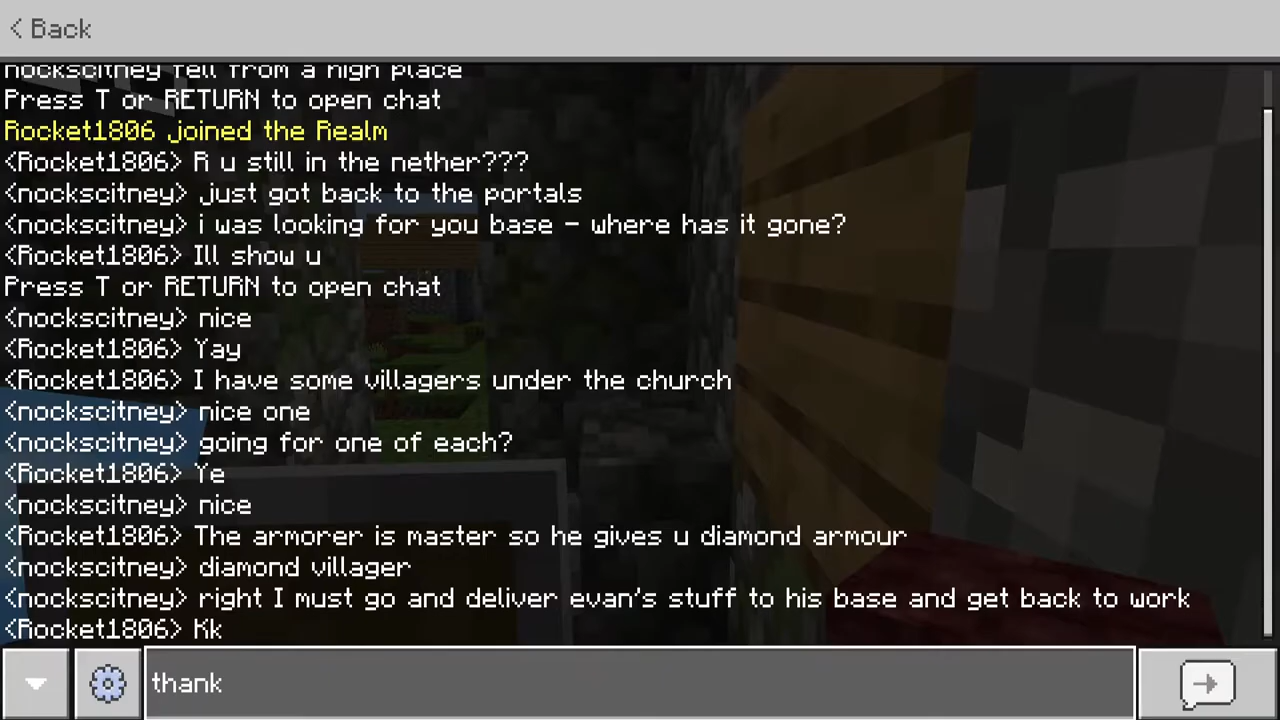 < Back
nockscitney fell from a high place
Press T or RETURN to open chat
Rocket1806 joined the Realm
<Rocket1806> R u still in the nether???
<nockscitney> just got back to the portals
<nockscitney> i was looking for you base - where has it gone?
<Rocket1806> Ill show u
Press T or RETURN to open chat
<nockscitney> nice
<Rocket1806> Yay
<Rocket1806> I have some villagers under the church
<nockscitney> nice one
<nockscitney> going for one of each?
<Rocket1806> Ye
<nockscitney> nice
<Rocket1806> The armorer is master so he gives u diamond armour
<nockscitney> diamond villager
<nockscitney> right I must go and deliver evan's stuff to his base and get back to work
<Rocket1806> Kk
thank